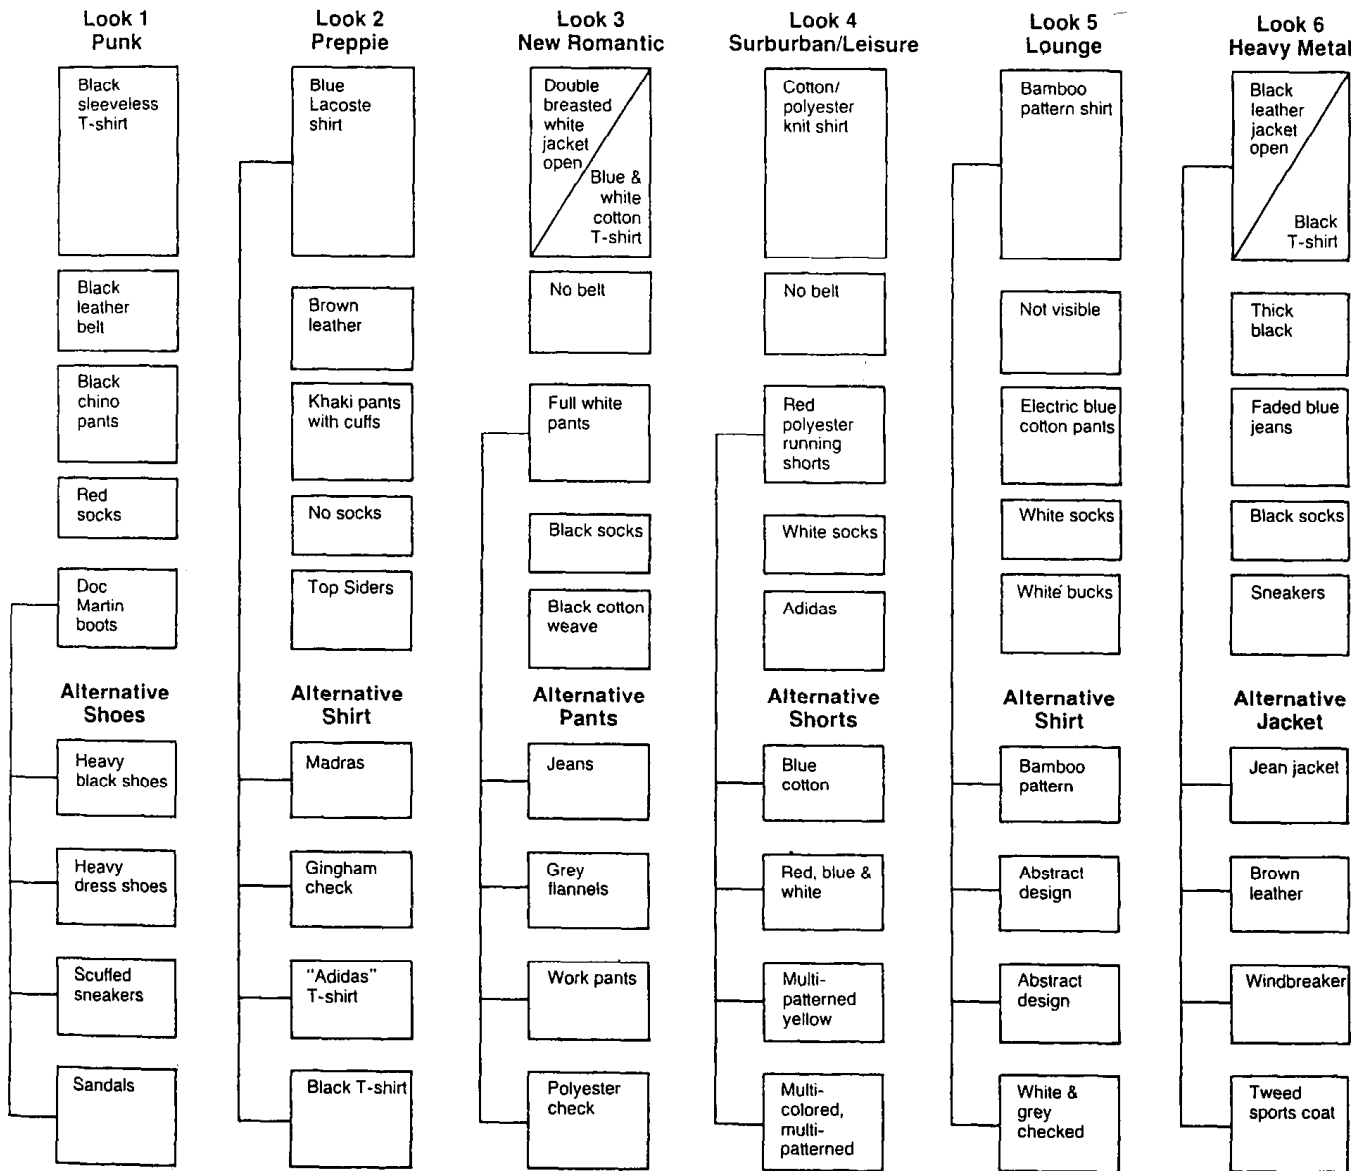 Look 1
Punk
Black
sleeveless
T-shirt
Black
leather
belt
Black
chino
pants
Red
socks
Doc
Martin
boots
Alternative
Shoes
Heavy
black shoes
Heavy
dress shoes
Scuffed
sneakers
Sandals
Look 2
Preppie
Blue
Lacoste
shirt
Brown
leather
Khaki pants
with cuffs
No socks
Top Siders
Alternative
Shirt
Madras
Gingham
check
"Adidas"
T-shirt
Black T-shirt
Look 3
New Romantic
Double
breasted
white
jacket
open
Blue &
white
cotton
T-shirt
No belt
Full white
pants
Black socks
Black cotton
weave
Alternative
Pants
Jeans
Grey
flannels
Work pants
Polyester
check
Look 4
Surburban/Leisure
Cotton/
polyester
knit shirt
No belt
Red
polyester
running
shorts
White socks
Adidas
Alternative
Shorts
Blue
cotton
Red, blue &
white
Multi-
patterned
yellow
Multi-
colored,
multi-
patterned
Look 5
Lounge
Bamboo
pattern shirt
Not visible
Electric blue
cotton pants
White socks
White bucks
Alternative
Shirt
Bamboo
pattern
Abstract
design
Abstract
design
White &
grey
checked
Look 6
Heavy Metal
Black
leather
jacket
open
Black
T-shirt
Thick
black
Faded blue
jeans
Black socks
Sneakers
Alternative
Jacket
Jean jacket
Brown
leather
Windbreaker
Tweed
sports coat